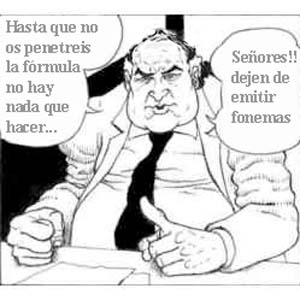 Hasta que no
os penetreis
la fórmula
no hay
nada que
hacer...
Señores!!
dejen de
emitir
fonemas